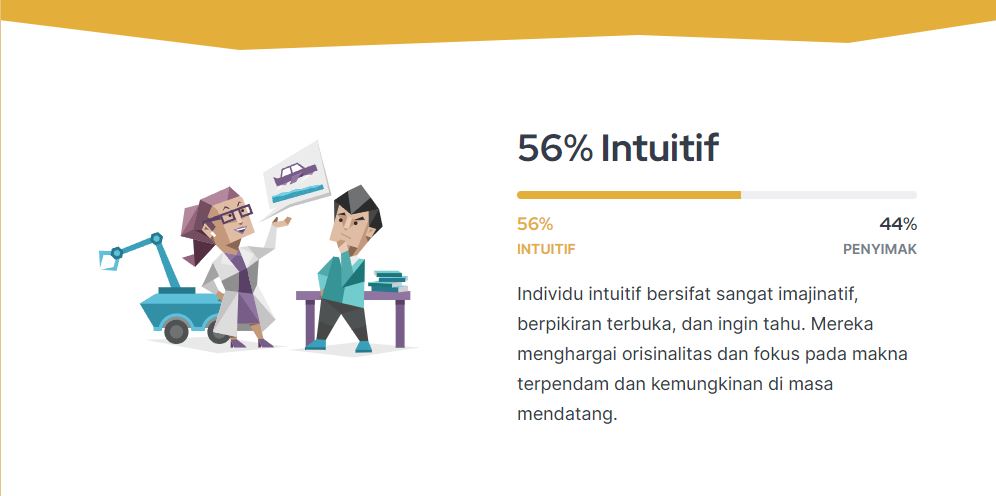 56% Intuitif
56%
44%
INTUITIF
PENYIMAK
Individu intuitif bersifat sangat imajinatif,
berpikiran terbuka, dan ingin tahu. Mereka
menghargai orisinalitas dan fokus pada makna
terpendam dan kemungkinan di masa
mendatang.